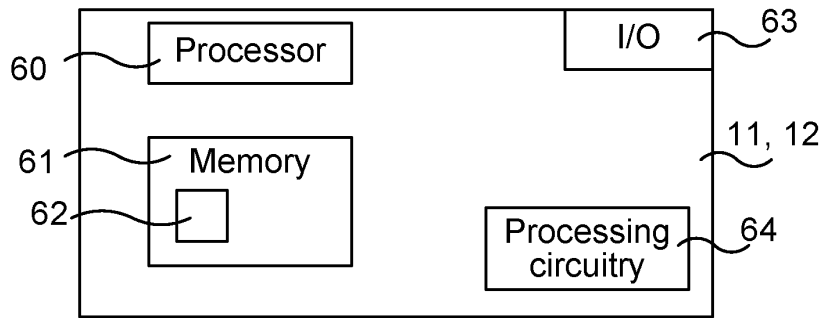 60
Processor
I/O
63
61
Memory
11, 12
62
Processing
circuitry
64